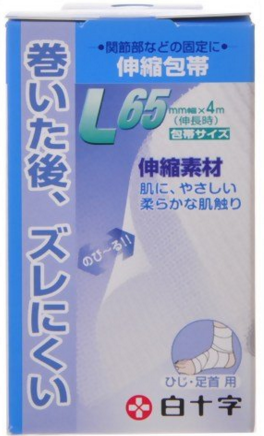 関節部などの固定に
伸縮包帯
L65mm幅×4m
(伸長時)
包帯サイズ
巻いた後、ズレにくい
伸縮素材
肌に、やさしい
柔らかな肌触り
のび〜る!!
ひじ・足首 用
白十字